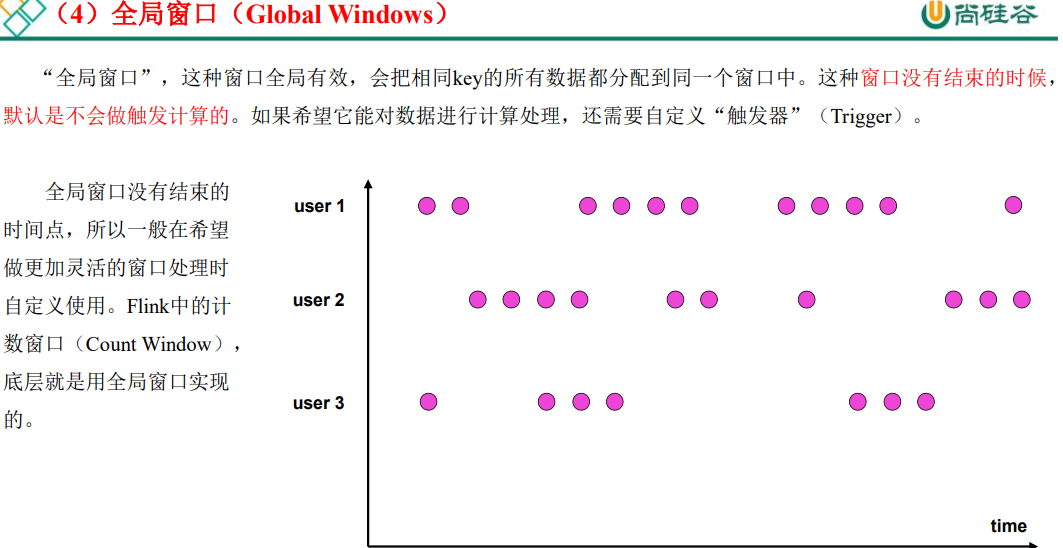 （4）全局窗口（Global Windows）
尚硅谷
“全局窗口”，这种窗口全局有效，会把相同key的所有数据都分配到同一个窗口中。这种窗口没有结束的时候，
默认是不会做触发计算的。如果希望它能对数据进行计算处理，还需要自定义“触发器”（Trigger）。
全局窗口没有结束的
时间点，所以一般在希望
做更加灵活的窗口处理时
自定义使用。Flink中的计
数窗口（Count Window），
底层就是用全局窗口实现
的。
user 1
user 2
user 3
time